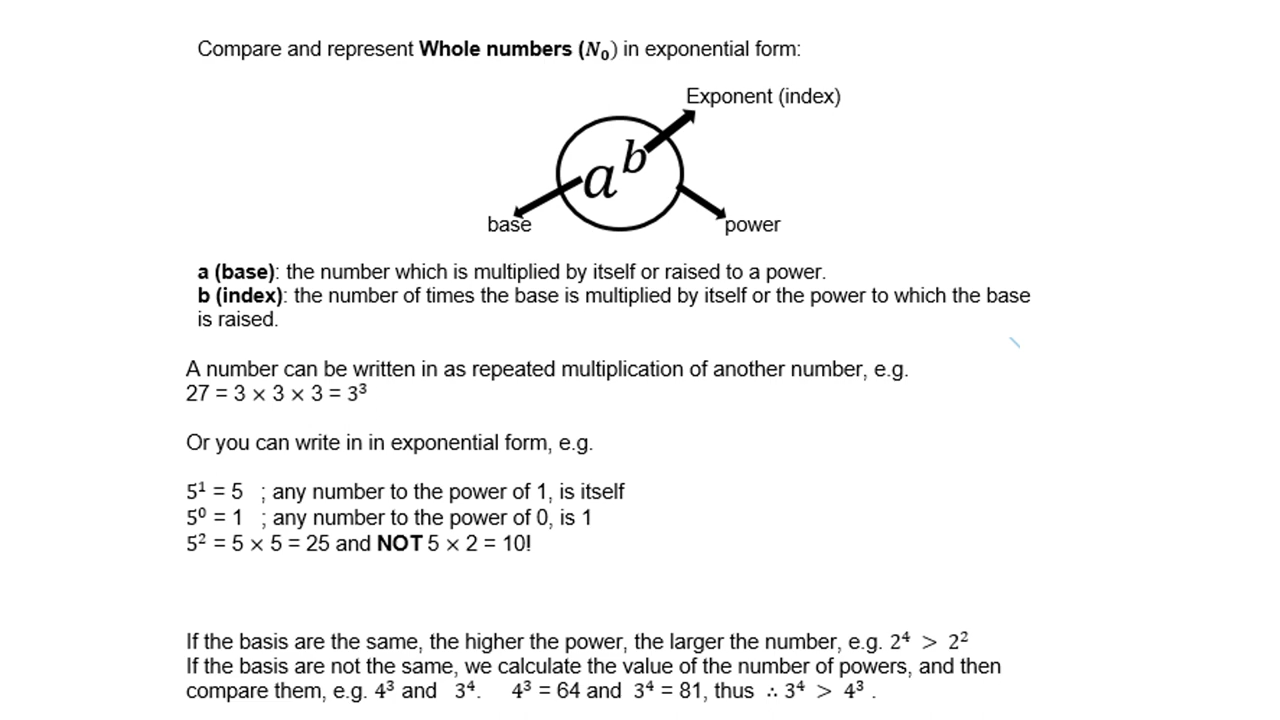 Compare and represent Whole numbers (N₀) in exponential form:
Exponent (index)
aᵇ
base
power
a (base): the number which is multiplied by itself or raised to a power.
b (index): the number of times the base is multiplied by itself or the power to which the base
is raised.
A number can be written in as repeated multiplication of another number, e.g.
27 = 3 × 3 × 3 = 3³
Or you can write in in exponential form, e.g.
5¹ = 5 ; any number to the power of 1, is itself
5⁰ = 1 ; any number to the power of 0, is 1
5² = 5 × 5 = 25 and NOT 5 × 2 = 10!
If the basis are the same, the higher the power, the larger the number, e.g. 2⁴ > 2²
If the basis are not the same, we calculate the value of the number of powers, and then
compare them, e.g. 4³ and 3⁴. 4³ = 64 and 3⁴ = 81, thus ∴ 3⁴ > 4³ .